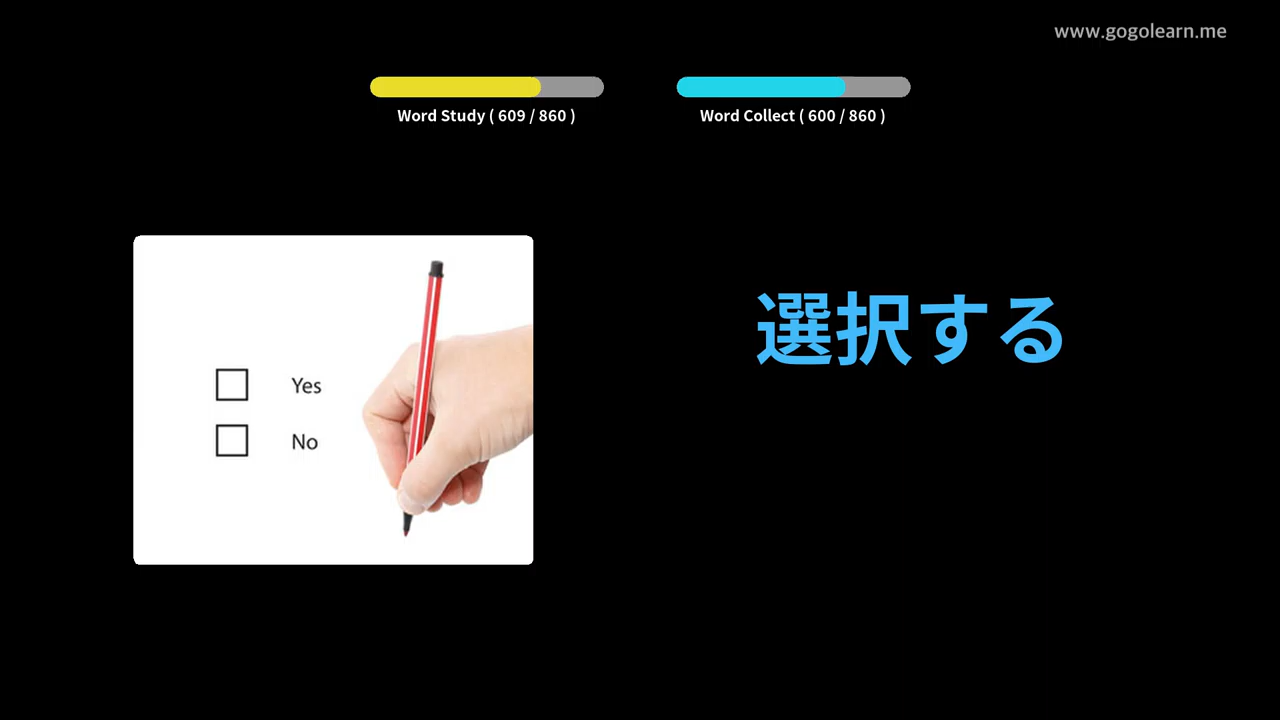 www.gogolearn.me
Word Study ( 609 / 860 )
Word Collect ( 600 / 860 )
Yes
No
選択する